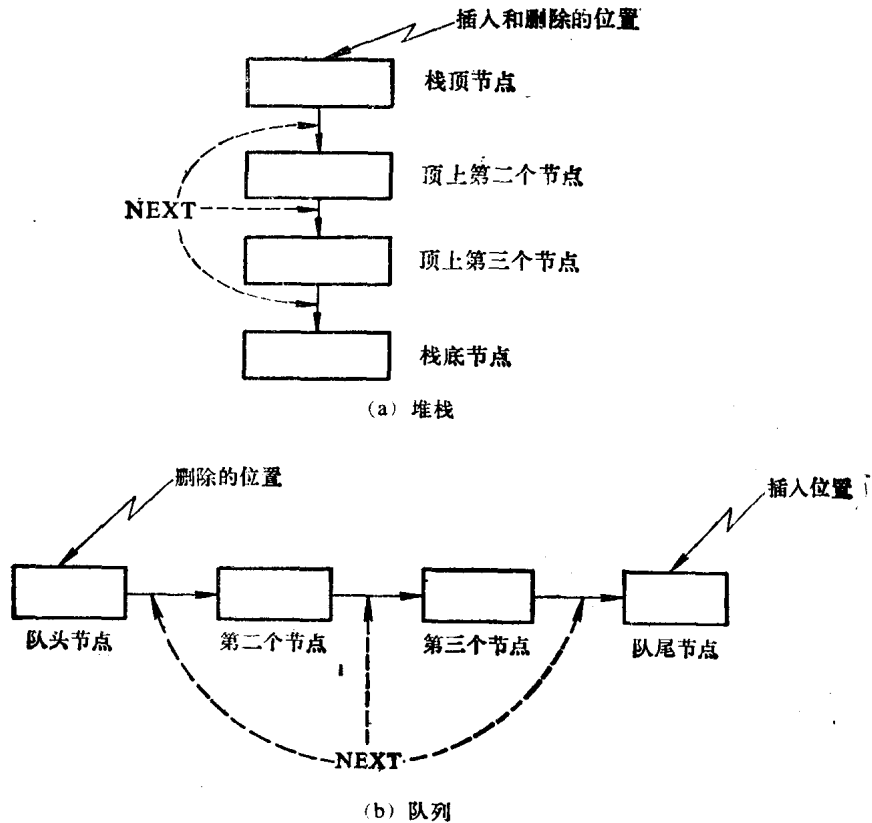 插入和删除的位置
栈顶节点
顶上第二个节点
NEXT
顶上第三个节点
栈底节点
(a) 堆栈
删除的位置
插入位置
队头节点
第二个节点
第三个节点
队尾节点
NEXT
(b) 队列